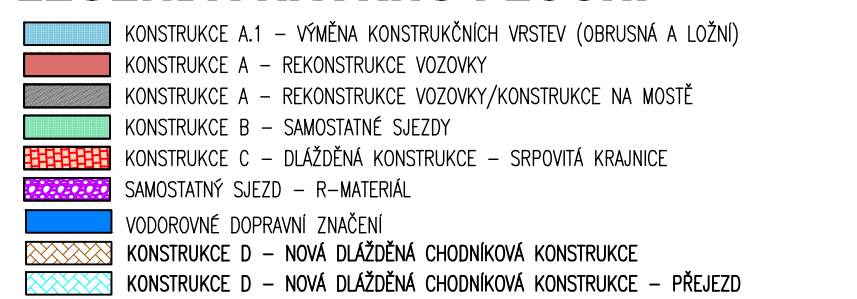 KONSTRUKCE A.1 – VÝMĚNA KONSTRUKČNÍCH VRSTEV (OBRUSNÁ A LOŽNÍ)
KONSTRUKCE A – REKONSTRUKCE VOZOVKY
KONSTRUKCE A – REKONSTRUKCE VOZOVKY/KONSTRUKCE NA MOSTĚ
KONSTRUKCE B – SAMOSTATNÉ SJEZDY
KONSTRUKCE C – DLÁŽDĚNÁ KONSTRUKCE – SRPOVITÁ KRAJNICE
SAMOSTATNÝ SJEZD – R–MATERIÁL
VODOROVNÉ DOPRAVNÍ ZNAČENÍ
KONSTRUKCE D – NOVÁ DLÁŽDĚNÁ CHODNÍKOVÁ KONSTRUKCE
KONSTRUKCE D – NOVÁ DLÁŽDĚNÁ CHODNÍKOVÁ KONSTRUKCE – PŘEJEZD